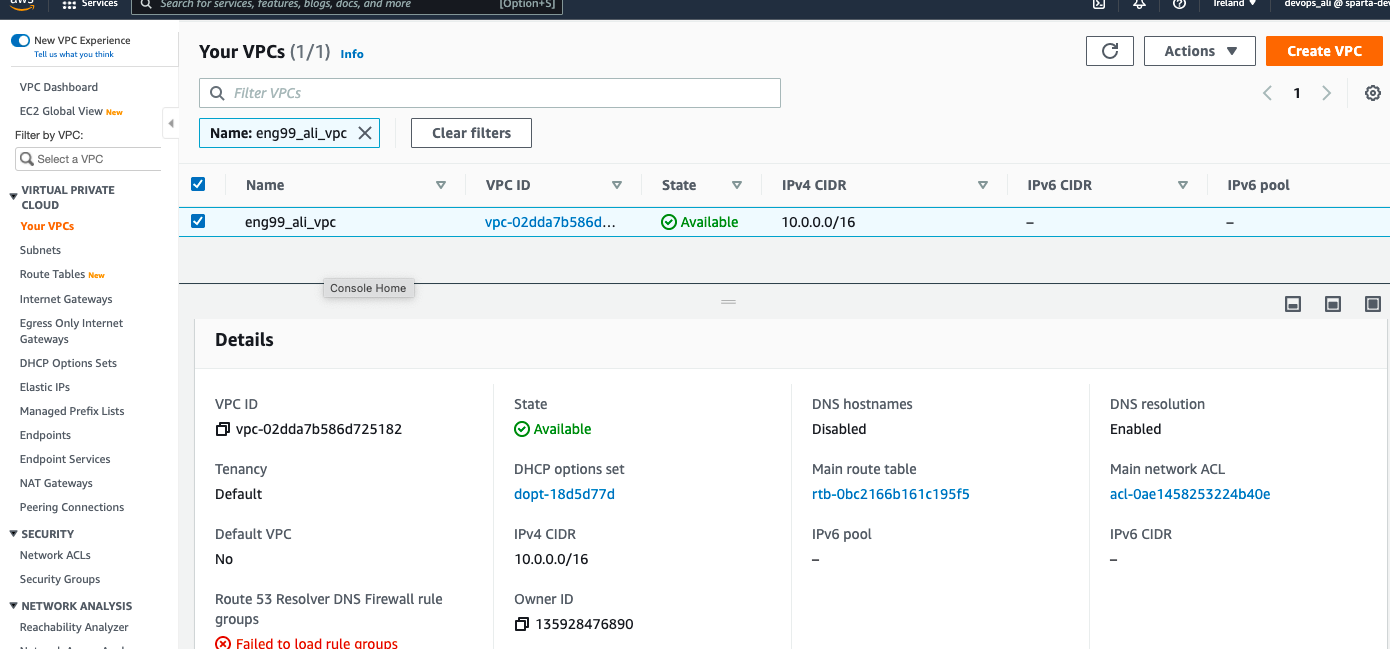 aws
Services
Search for services, features, blogs, docs, and more
[Option+S]
Ireland ▼
devops_ali @ sparta-dev
New VPC Experience
Tell us what you think
VPC Dashboard
EC2 Global View New
Filter by VPC:
Select a VPC
VIRTUAL PRIVATE
CLOUD
Your VPCs
Subnets
Route Tables New
Internet Gateways
Egress Only Internet
Gateways
DHCP Options Sets
Elastic IPs
Managed Prefix Lists
Endpoints
Endpoint Services
NAT Gateways
Peering Connections
SECURITY
Network ACLs
Security Groups
NETWORK ANALYSIS
Reachability Analyzer
Your VPCs (1/1) Info
Actions ▼
Create VPC
Filter VPCs
1
Name: eng99_ali_vpc
Clear filters
Name VPC ID State IPv4 CIDR IPv6 CIDR IPv6 pool
eng99_ali_vpc vpc-02dda7b586d... Available 10.0.0.0/16 – –
Console Home
Details
VPC ID
vpc-02dda7b586d725182
State
Available
DNS hostnames
Disabled
DNS resolution
Enabled
Tenancy
Default
DHCP options set
dopt-18d5d77d
Main route table
rtb-0bc2166b161c195f5
Main network ACL
acl-0ae1458253224b40e
Default VPC
No
IPv4 CIDR
10.0.0.0/16
IPv6 pool
–
IPv6 CIDR
–
Route 53 Resolver DNS Firewall rule
groups
Failed to load rule groups
Owner ID
135928476890